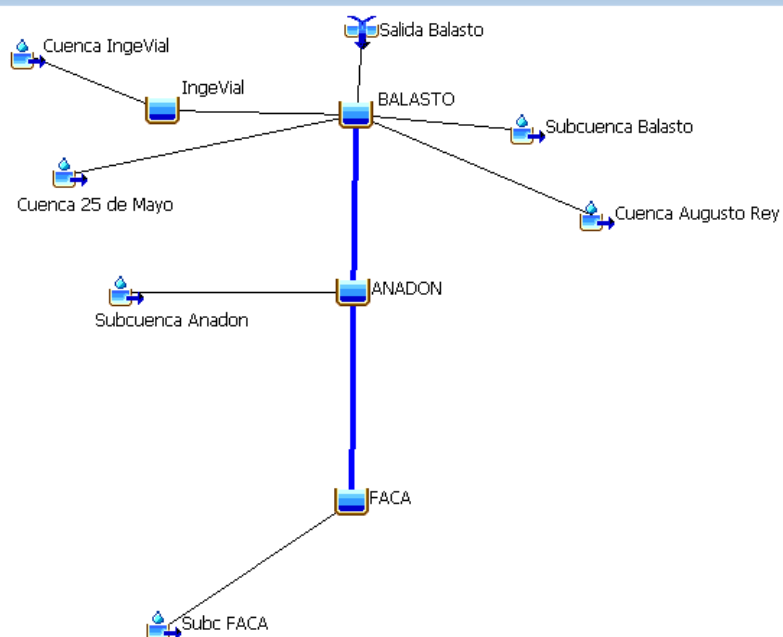 Salida Balasto
Cuenca IngeVial
IngeVial
BALASTO
Subcuenca Balasto
Cuenca 25 de Mayo
Cuenca Augusto Rey
ANADON
Subcuenca Anadon
FACA
Subc FACA